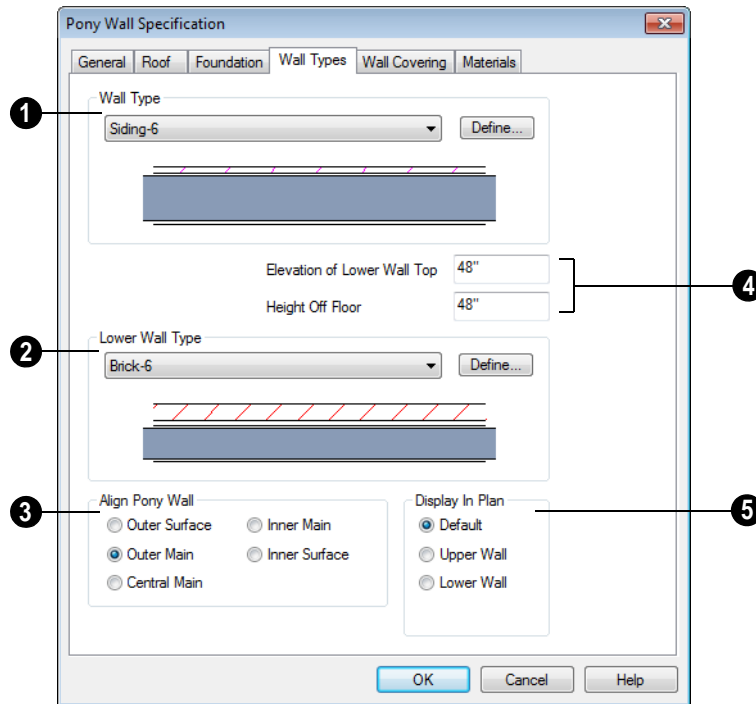 Pony Wall Specification
General Roof Foundation Wall Types Wall Covering Materials
1
Wall Type
Siding-6
Define...
Elevation of Lower Wall Top 48"
4
Height Off Floor 48"
2
Lower Wall Type
Brick-6
Define...
3
Align Pony Wall
Outer Surface Inner Main
Outer Main Inner Surface
Central Main
Display In Plan
5
Default
Upper Wall
Lower Wall
OK Cancel Help